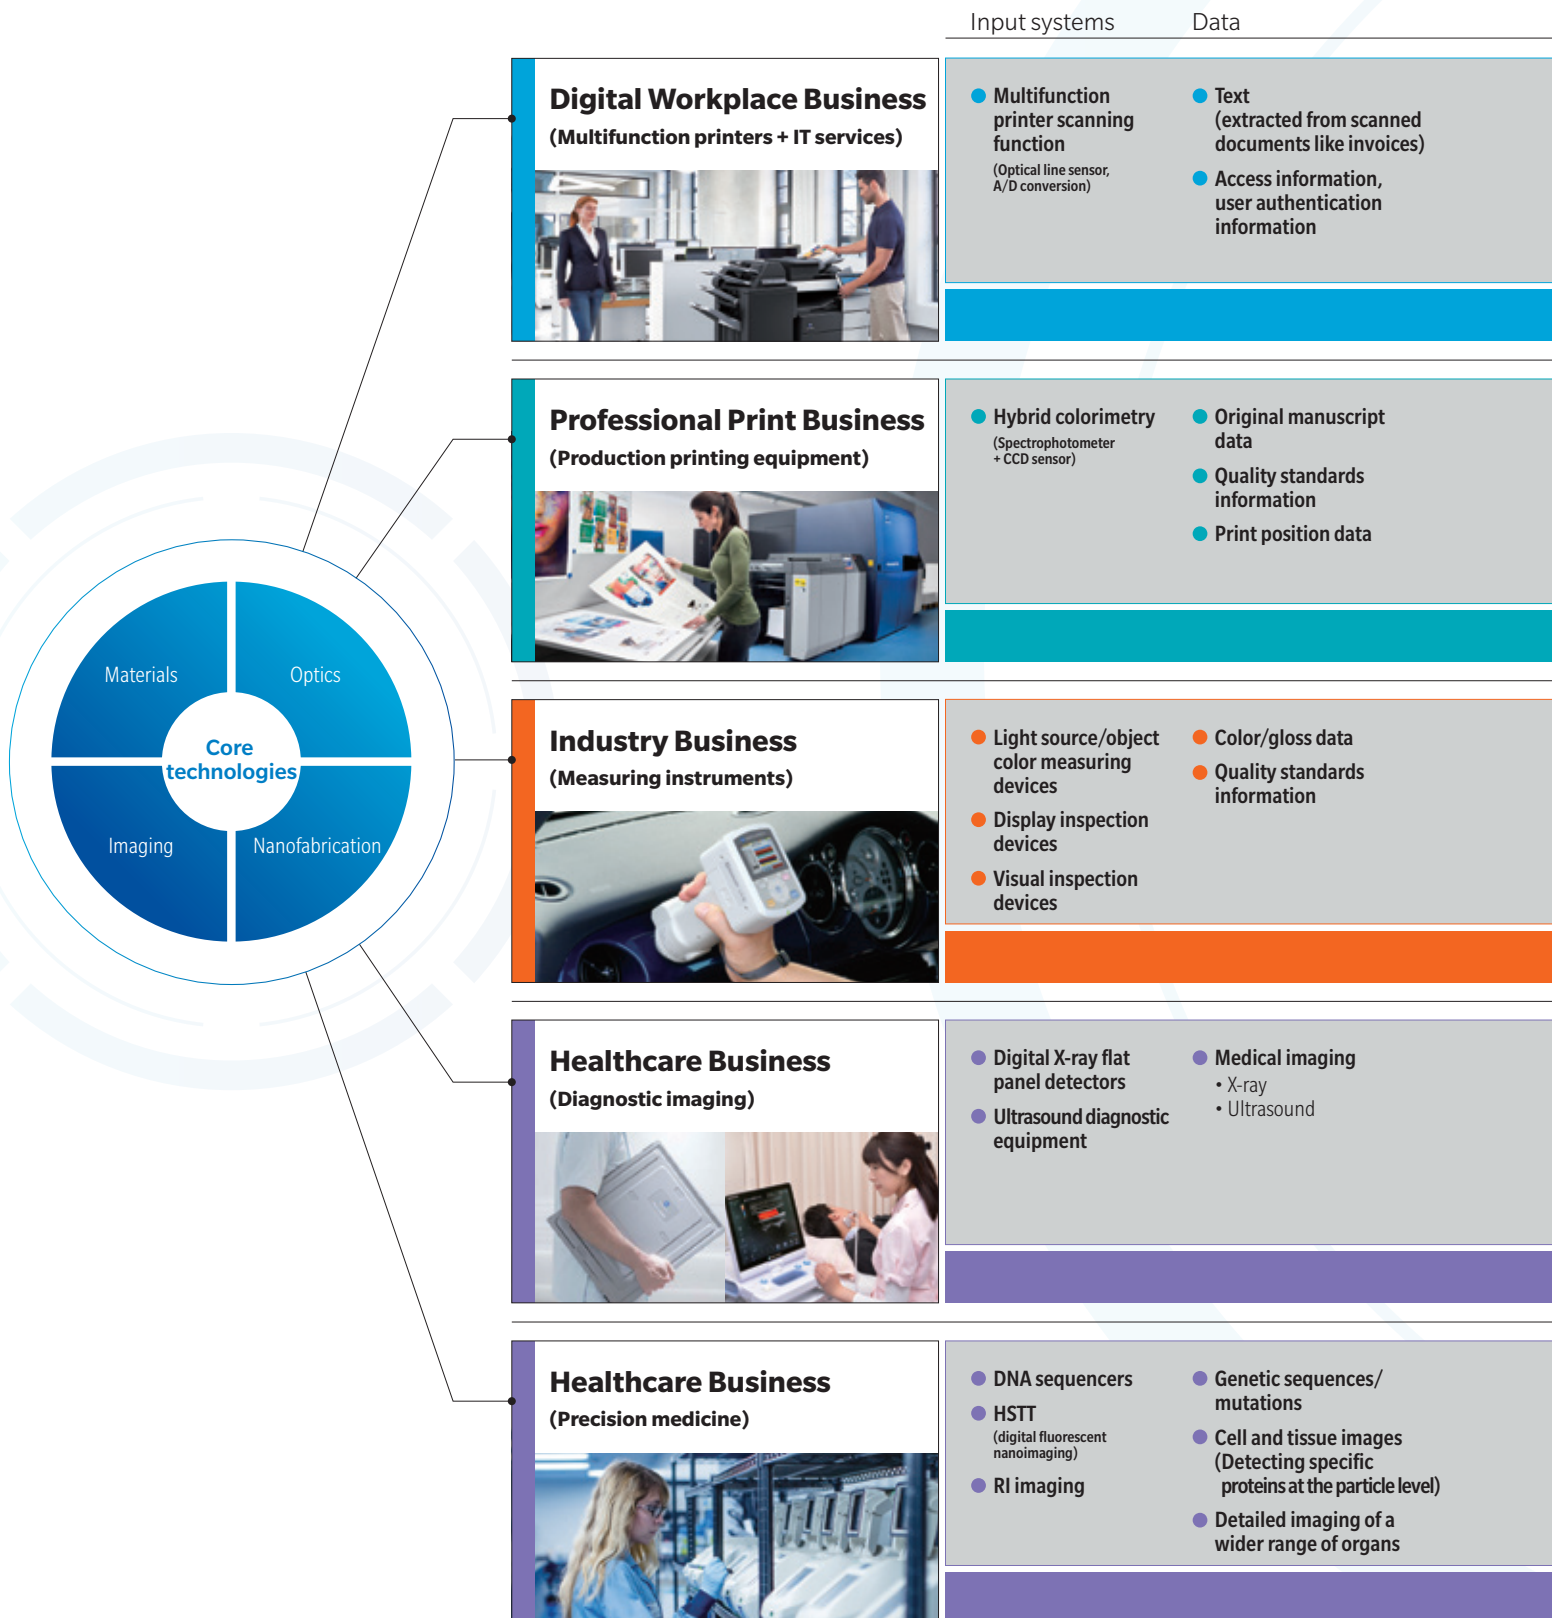 Input systems
Data
Digital Workplace Business
(Multifunction printers + IT services)
Multifunction
printer scanning
function
(Optical line sensor,
A/D conversion)
Text
(extracted from scanned
documents like invoices)
Access information,
user authentication
information
Professional Print Business
(Production printing equipment)
Hybrid colorimetry
(Spectrophotometer
+ CCD sensor)
Original manuscript
data
Quality standards
information
Print position data
Materials
Optics
Core
technologies
Imaging
Nanofabrication
Industry Business
(Measuring instruments)
Light source/object
color measuring
devices
Display inspection
devices
Visual inspection
devices
Color/gloss data
Quality standards
information
Healthcare Business
(Diagnostic imaging)
Digital X-ray flat
panel detectors
Ultrasound diagnostic
equipment
Medical imaging
• X-ray
• Ultrasound
Healthcare Business
(Precision medicine)
DNA sequencers
HSTT
(digital fluorescent
nanoimaging)
RI imaging
Genetic sequences/
mutations
Cell and tissue images
(Detecting specific
proteins at the particle level)
Detailed imaging of a
wider range of organs